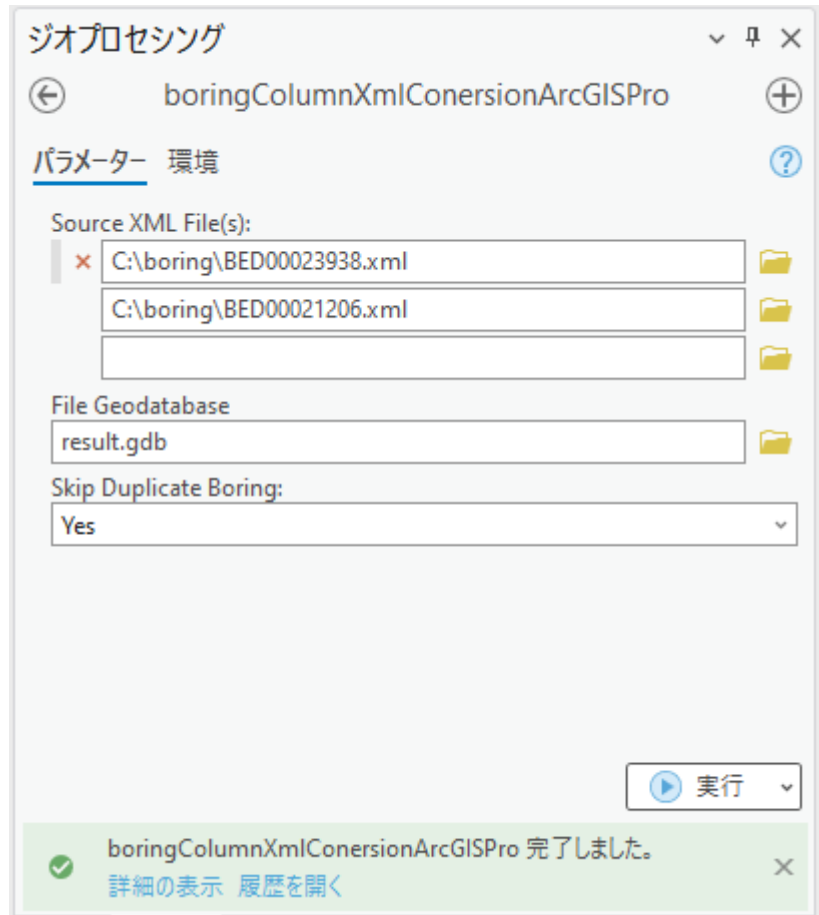 ジオプロセシング
boringColumnXmlConersionArcGISPro
パラメーター 環境
Source XML File(s):
C:\boring\BED00023938.xml
C:\boring\BED00021206.xml
File Geodatabase
result.gdb
Skip Duplicate Boring:
Yes
実行
boringColumnXmlConersionArcGISPro 完了しました。
詳細の表示 履歴を開く